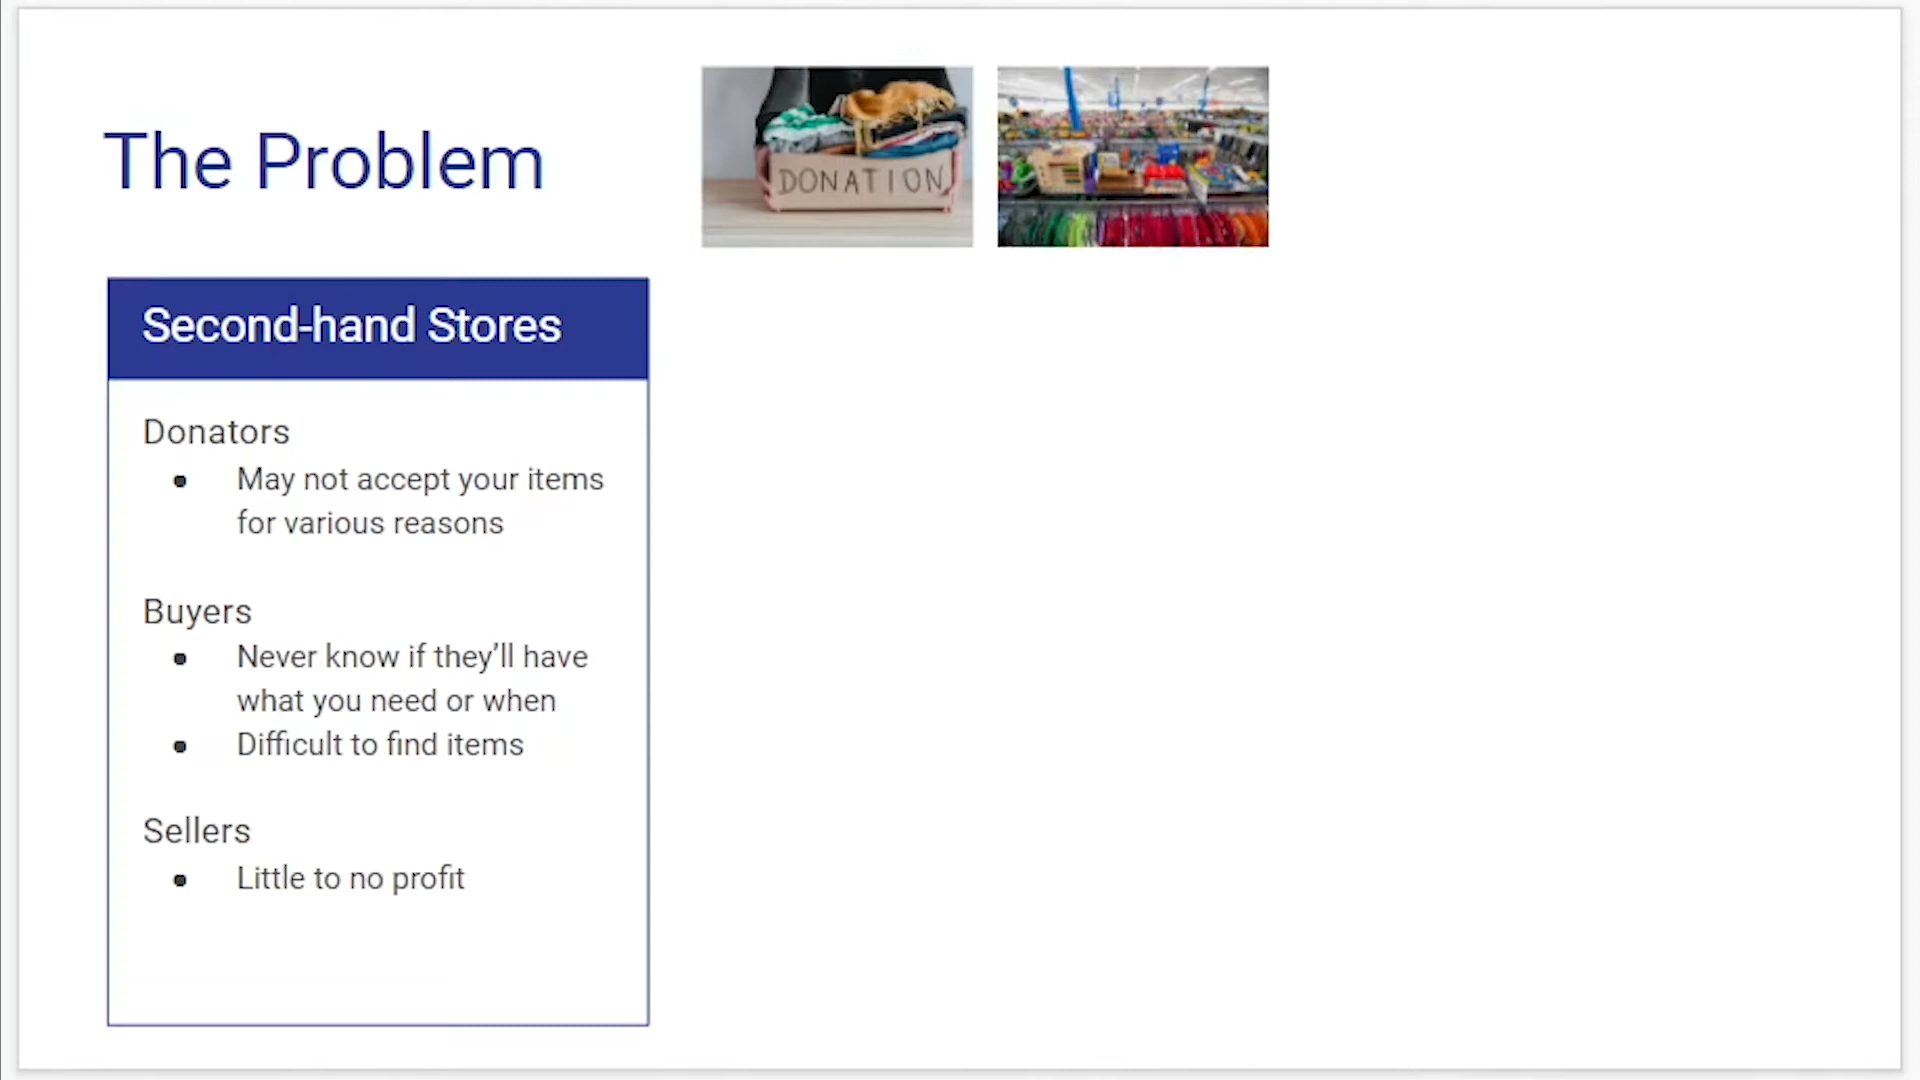 The Problem
DONATION
Second-hand Stores
Donators
● May not accept your items
for various reasons
Buyers
● Never know if they’ll have
what you need or when
● Difficult to find items
Sellers
● Little to no profit